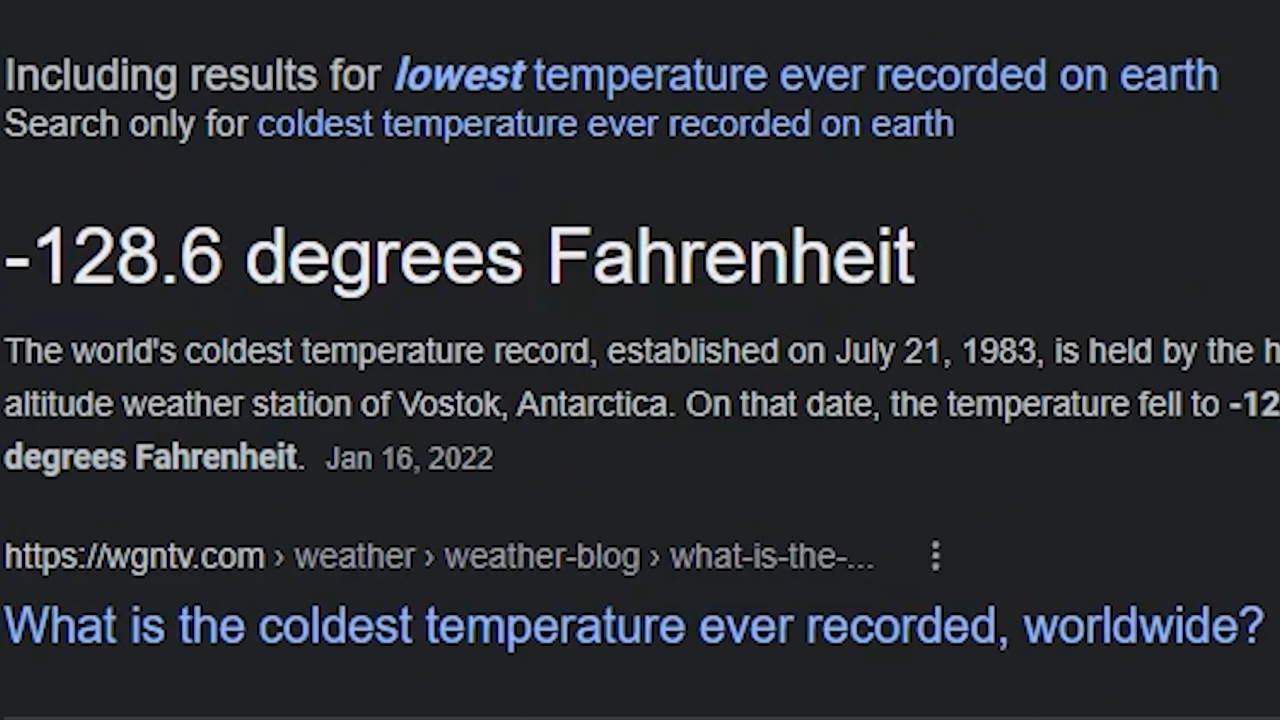 Including results for lowest temperature ever recorded on earth
Search only for coldest temperature ever recorded on earth
-128.6 degrees Fahrenheit
The world's coldest temperature record, established on July 21, 1983, is held by the h
altitude weather station of Vostok, Antarctica. On that date, the temperature fell to -12
degrees Fahrenheit. Jan 16, 2022
https://wgntv.com › weather › weather-blog › what-is-the-...
What is the coldest temperature ever recorded, worldwide?